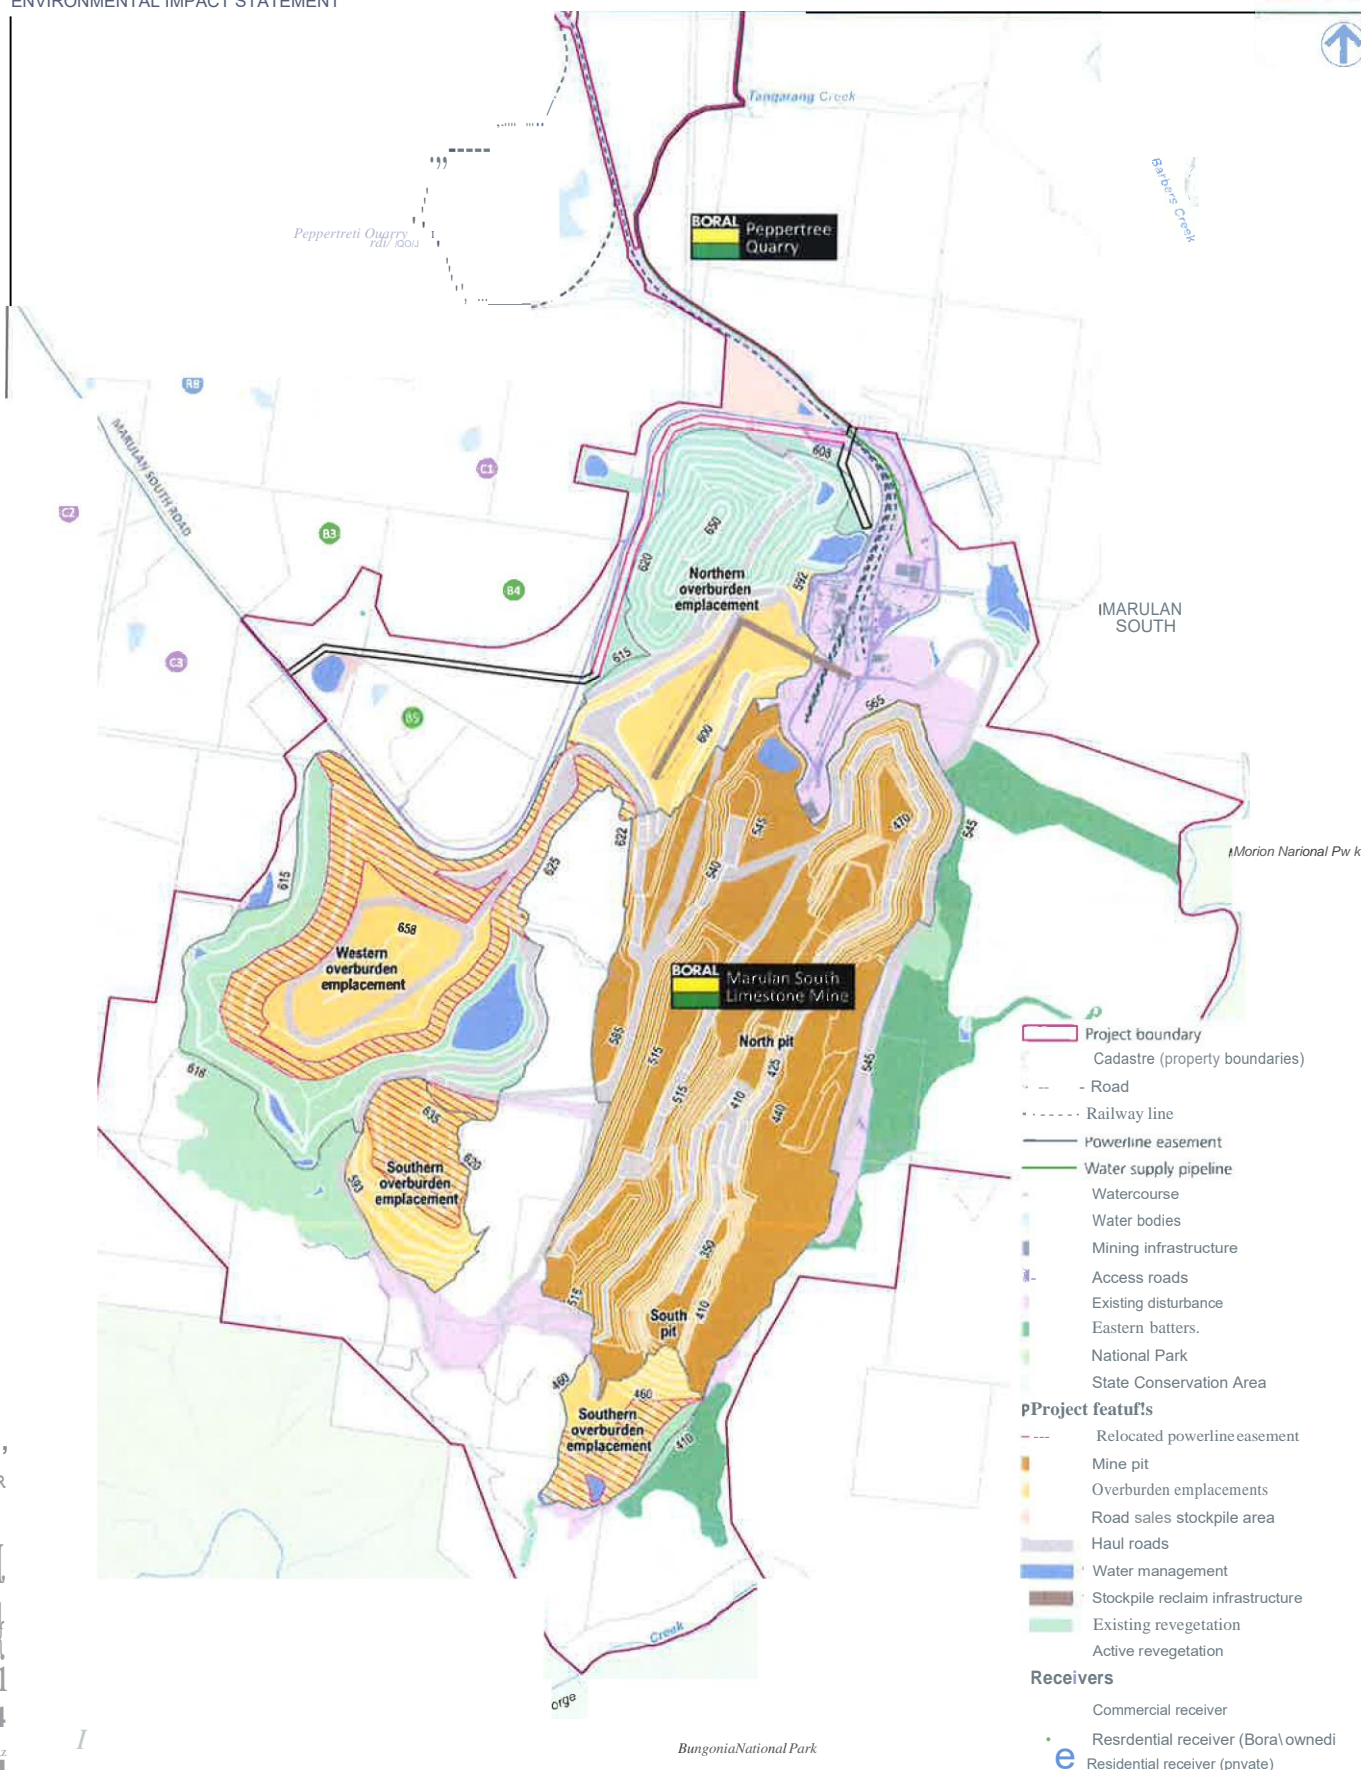 ENVIRONMENTAL IMPACT STATEMENT
Tangarang Creek
Barbers Creek
BORAL Peppertree
Quarry
Peppertreti Ouarry
R8
C1
MARULAN SOUTH ROAD
C2
B3
B4
C3
B5
608
650
620
592
Northern
overburden
emplacement
615
MARULAN
SOUTH
565
600
622
625
545
540
470
545
Morion Narional Pw k
615
658
Western
overburden
emplacement
BORAL Marulan South
Limestone Mine
North pit
585
515
515
425
410
440
545
618
635
620
593
Southern
overburden
emplacement
350
515
410
South
pit
460
460
Southern
overburden
emplacement
410
Creek
orge
BungoniaNational Park
Project boundary
Cadastre (property boundaries)
Road
Railway line
Powerline easement
Water supply pipeline
Watercourse
Water bodies
Mining infrastructure
Access roads
Existing disturbance
Eastern batters.
National Park
State Conservation Area
Project featuf!s
Relocated powerline easement
Mine pit
Overburden emplacements
Road sales stockpile area
Haul roads
Water management
Stockpile reclaim infrastructure
Existing revegetation
Active revegetation
Receivers
Commercial receiver
Resrdential receiver (Bora\ ownedi
e Residential receiver (pnvate)